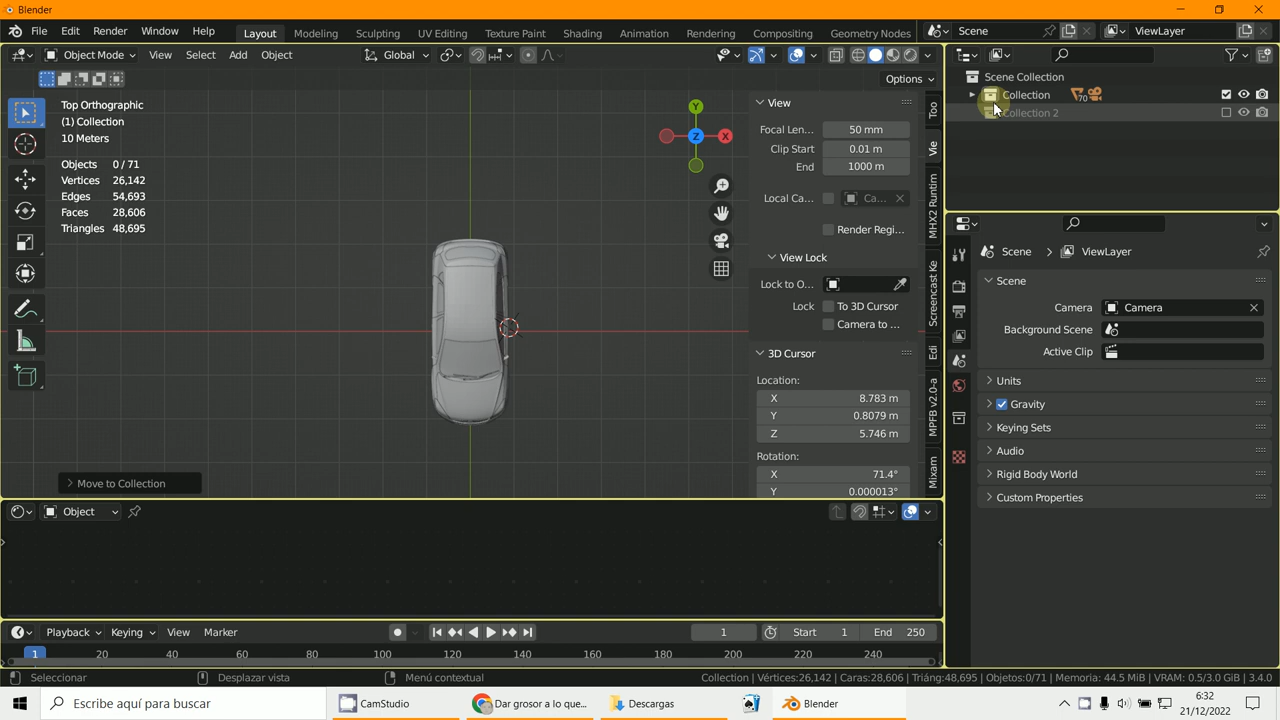 Blender
File Edit Render Window Help Layout Modeling Sculpting UV Editing Texture Paint Shading Animation Rendering Compositing Geometry Nodes Scene ViewLayer
Object Mode View Select Add Object Global
Options
Top Orthographic
(1) Collection
10 Meters
Objects 0/71
Vertices 26,142
Edges 54,693
Faces 28,606
Triangles 48,695
Y
Z
X
View
Focal Len... 50 mm
Clip Start 0.01 m
End 1000 m
Local Ca... Ca...
Render Regi...
View Lock
Lock to O...
Lock To 3D Cursor
Camera to ...
3D Cursor
Location:
X 8.783 m
Y 0.8079 m
Z 5.746 m
Rotation:
X 71.4°
Y 0.000013°
Too
Vie
MHX2 Runtim
Screencast Ke
Edi
MPFB v2.0-a
Mixam
Move to Collection
Scene Collection
Collection 70
Collection 2
Scene ViewLayer
Scene
Camera Camera
Background Scene
Active Clip
Units
Gravity
Keying Sets
Audio
Rigid Body World
Custom Properties
Object
Playback Keying View Marker 1 Start 1 End 250
1 20 40 60 80 100 120 140 160 180 200 220 240
Seleccionar Desplazar vista Menú contextual Collection | Vértices:26,142 | Caras:28,606 | Triáng:48,695 | Objetos:0/71 | Memoria: 44.5 MiB | VRAM: 0.5/3.0 GiB | 3.4.0
Escribe aquí para buscar CamStudio Dar grosor a lo que... Descargas Blender
6:32
21/12/2022